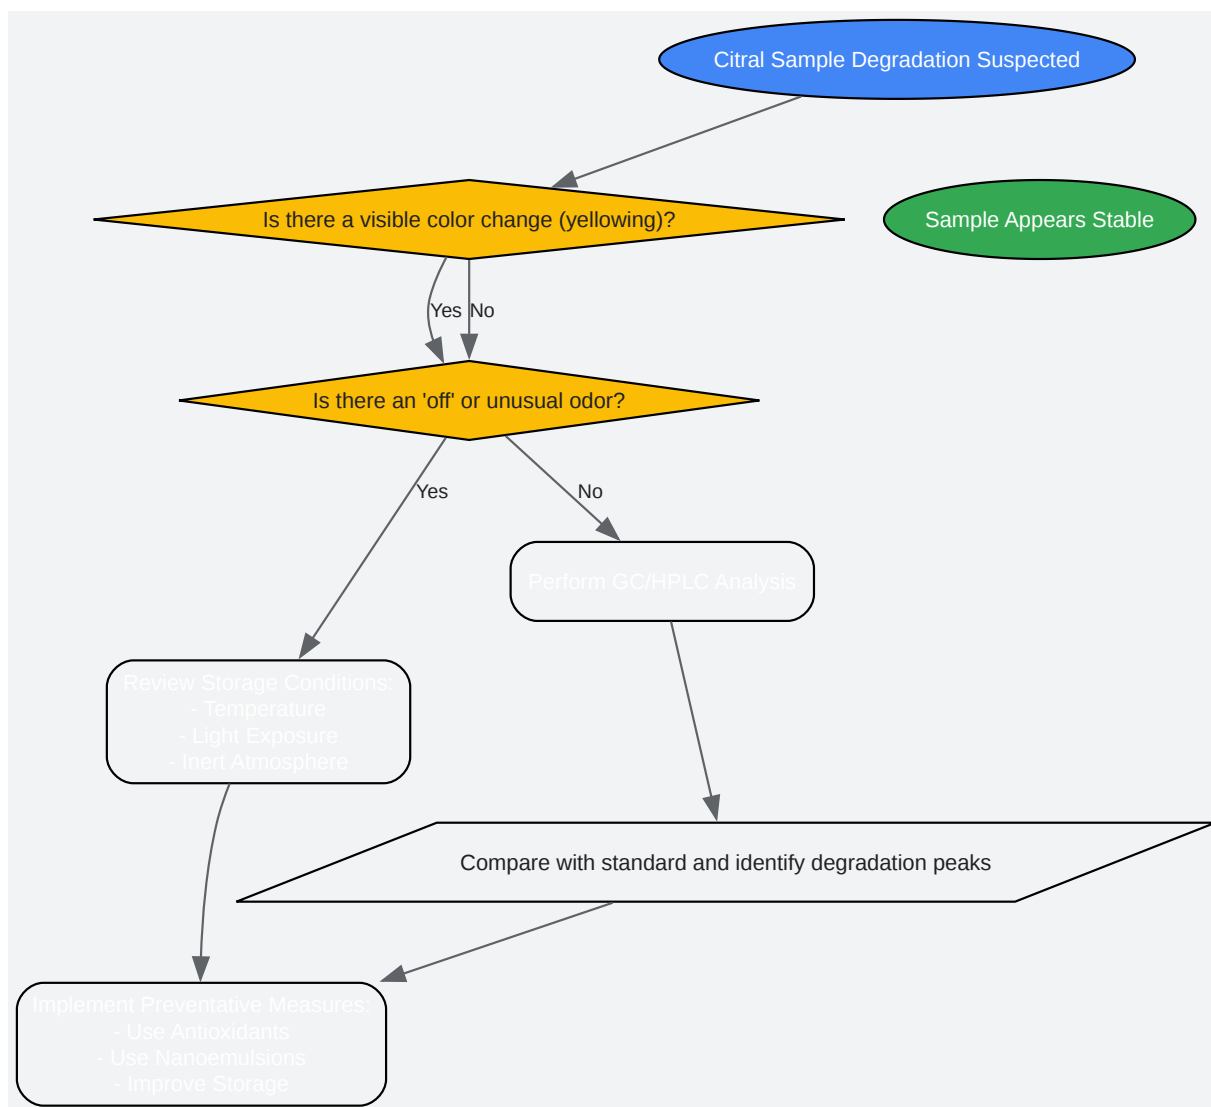 Citral Sample Degradation Suspected
Is there a visible color change (yellowing)?
Sample Appears Stable
Yes
No
Is there an 'off' or unusual odor?
Yes
No
Perform GC/HPLC Analysis
Review Storage Conditions:
- Temperature
- Light Exposure
- Inert Atmosphere
Compare with standard and identify degradation peaks
Implement Preventative Measures:
- Use Antioxidants
- Use Nanoemulsions
- Improve Storage